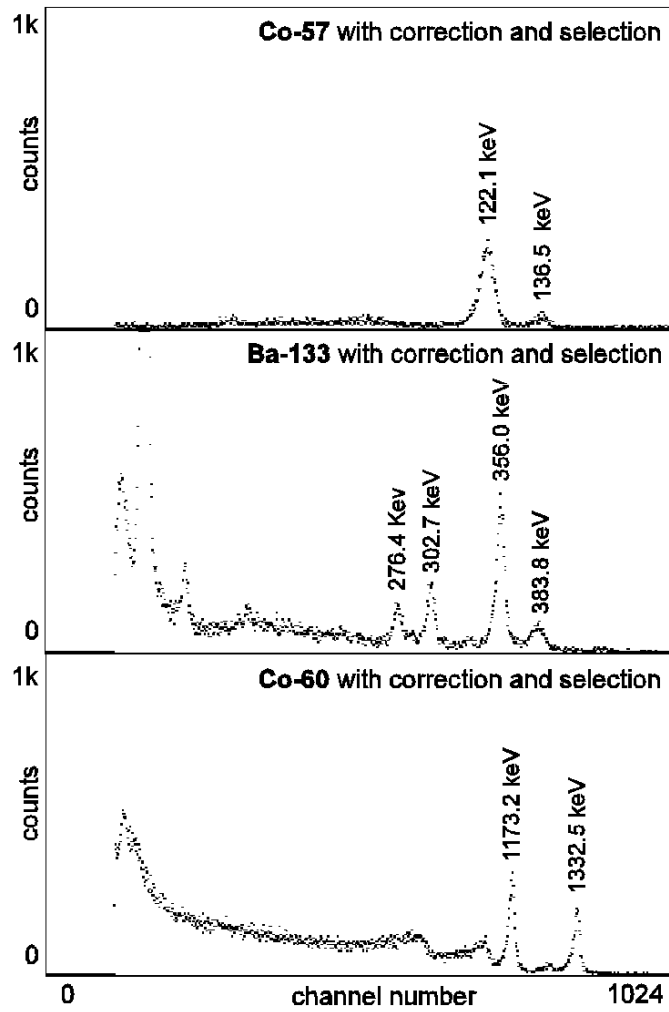 1k
Co-57 with correction and selection
counts
122.1 keV
136.5 keV
0
1k
Ba-133 with correction and selection
counts
276.4 Kev
302.7 keV
356.0 keV
383.8 keV
0
1k
Co-60 with correction and selection
counts
1173.2 keV
1332.5 keV
0
0 channel number 1024